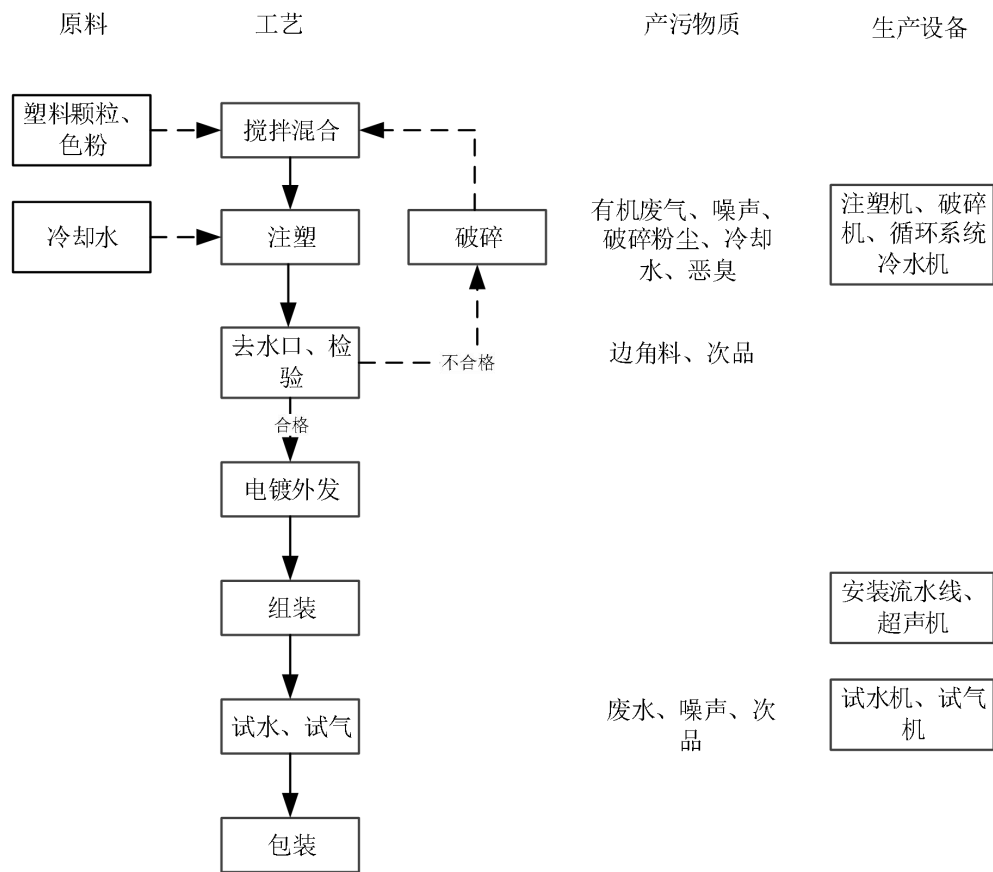 原料
工艺
产污物质
生产设备
塑料颗粒、
色粉
搅拌混合
冷却水
注塑
破碎
有机废气、噪声、
破碎粉尘、冷却
水、恶臭
注塑机、破碎
机、循环系统
冷水机
去水口、检
验
不合格
边角料、次品
合格
电镀外发
组装
安装流水线、
超声机
试水、试气
废水、噪声、次
品
试水机、试气
机
包装